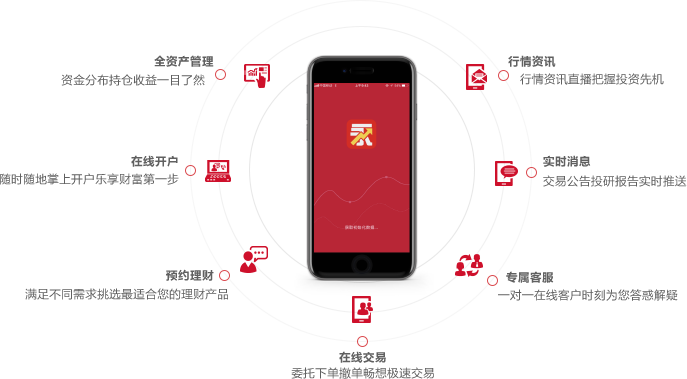 全资产管理
资金分布持仓收益一目了然
行情资讯
行情资讯直播把握投资先机
在线开户
随时随地掌上开户乐享财富第一步
实时消息
交易公告投研报告实时推送
预约理财
满足不同需求挑选最适合您的理财产品
专属客服
一对一在线客户时刻为您答惑解疑
在线交易
委托下单撤单畅想极速交易